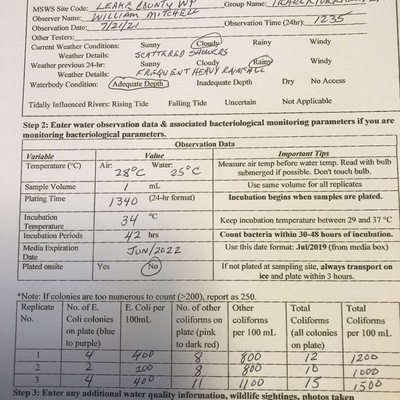 MSWS Site Code: LEAKE COUNTY WP Group Name:
Observer Name: WILLIAM MITCHELL
Observation Date: 7/21/21 Observation Time (24hr): 1235
Other Testers:
Current Weather Conditions: Sunny Cloudy Rainy Windy
Weather Details: SCATTERED SHOWERS
Weather previous 24-hr: Sunny Cloudy Rainy Windy
Weather Details: FREQUENT HEAVY RAINFALL
Waterbody Condition: Adequate Depth Inadequate Depth Dry No Access
Tidally Influenced Rivers: Rising Tide Falling Tide Uncertain Not Applicable
Step 2: Enter water observation data & associated bacteriological monitoring parameters if you are
monitoring bacteriological parameters.
Observation Data
Variable Value Important Tips
Temperature (°C) Air: 28°C Water: 25°C Measure air temp before water temp. Read with bulb
submerged if possible. Don't touch bulb.
Sample Volume 1 mL Use same volume for all replicates
Plating Time 1340 (24-hr format) Incubation begins when samples are plated.
Incubation
Temperature 34 °C Keep incubation temperature between 29 and 37 °C
Incubation Periods 42 hrs Count bacteria within 30-48 hours of incubation.
Media Expiration
Date JUN/2022 Use this date format: Jul/2019 (from media box)
Plated onsite Yes No If not plated at sampling site, always transport on
ice and plate within 3 hours.
*Note: If colonies are too numerous to count (>200), report as 250.
Replicate No. of E. E. Coli per No. of other Other Total Total
No. Coli colonies 100mL coliforms on coliforms Coliforms Coliforms
on plate (blue plate (pink per 100 mL (all colonies per 100 mL
to purple) to dark red) on plate)
1 4 400 8 800 12 1200
2 2 200 8 800 10 1000
3 4 400 11 1100 15 1500
Step 3: Enter any additional water quality information, wildlife sightings, photos taken